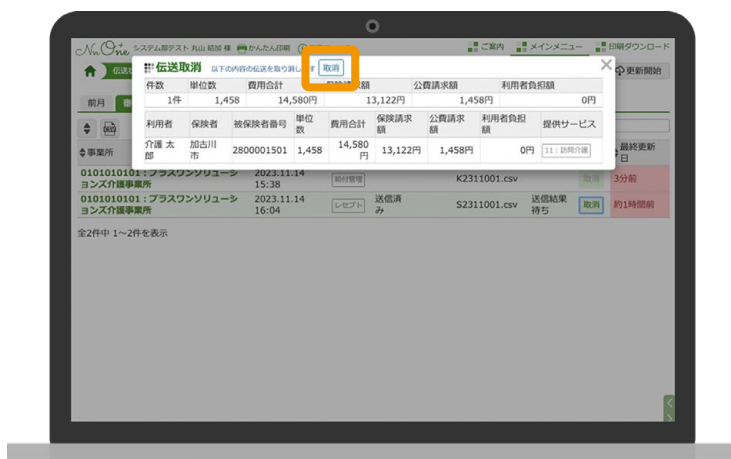 Nn One システム部テスト 丸山 結加 様 かんたん印刷
ご案内 メインメニュー 印刷ダウンロード
更新開始
伝送取消 以下の内容の伝送を取り消します 取消
件数 単位数 費用合計 公費請求額 利用者負担額
1件 1,458 14,580円 13,122円 1,458円 0円
利用者 保険者 被保険者番号 単位数 費用合計 保険請求額 公費請求額 利用者負担額 提供サービス
介護 太郎 加古川市 2800001501 1,458 14,580円 13,122円 1,458円 0円 11:訪問介護
前月
事業所
最終更新日
0101010101:プラスワンソリューションズ介護事業所 2023.11.14 15:38 給付管理 K2311001.csv 取消 3分前
0101010101:プラスワンソリューションズ介護事業所 2023.11.14 16:04 レセプト 送信済み S2311001.csv 送信結果待ち 取消 約1時間前
全2件中 1~2件を表示